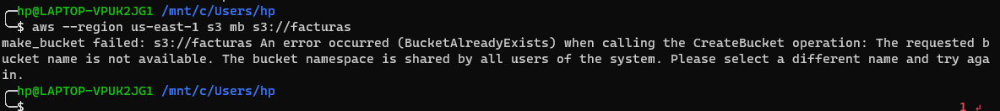 hp@LAPTOP-VPUK2JG1 /mnt/c/Users/hp
$ aws --region us-east-1 s3 mb s3://facturas
make_bucket failed: s3://facturas An error occurred (BucketAlreadyExists) when calling the CreateBucket operation: The requested b
ucket name is not available. The bucket namespace is shared by all users of the system. Please select a different name and try aga
in.
hp@LAPTOP-VPUK2JG1 /mnt/c/Users/hp
$ 1 ↲